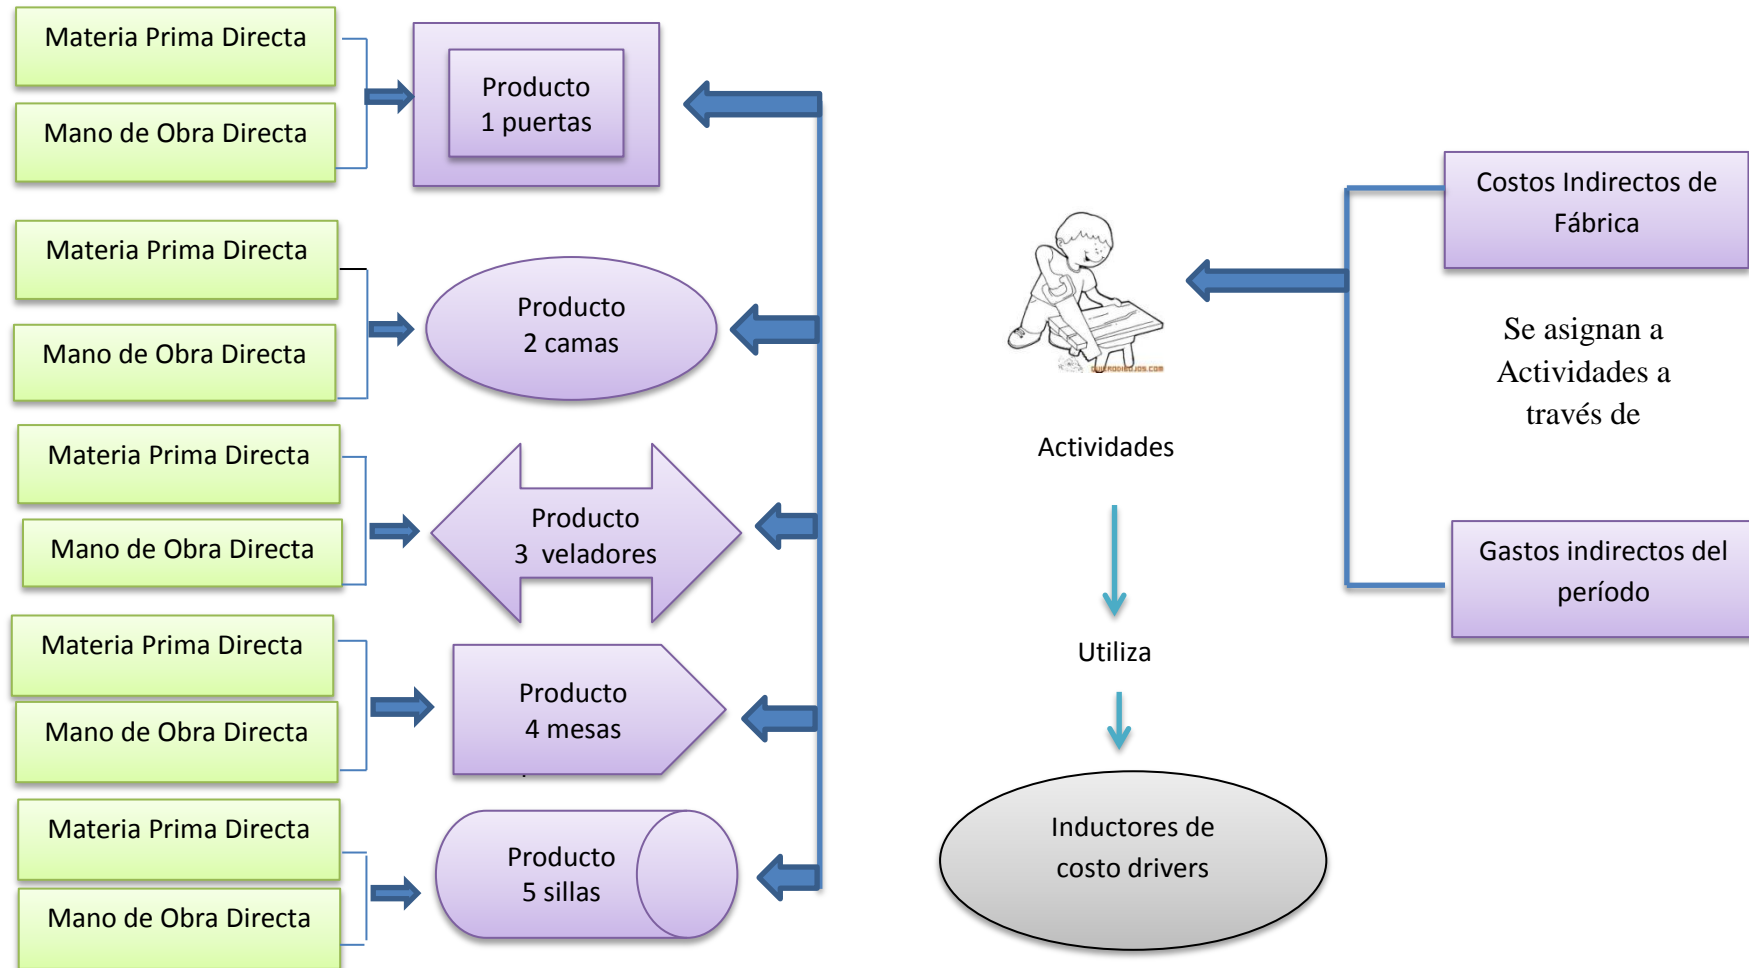 Materia Prima Directa
Mano de Obra Directa
Producto
1 puertas
Materia Prima Directa
Mano de Obra Directa
Producto
2 camas
Materia Prima Directa
Mano de Obra Directa
Producto
3 veladores
Materia Prima Directa
Mano de Obra Directa
Producto
4 mesas
Materia Prima Directa
Mano de Obra Directa
Producto
5 sillas
QUIERODIBUJOS.COM
Actividades
Utiliza
Inductores de
costo drivers
Costos Indirectos de
Fábrica
Se asignan a
Actividades a
través de
Gastos indirectos del
período